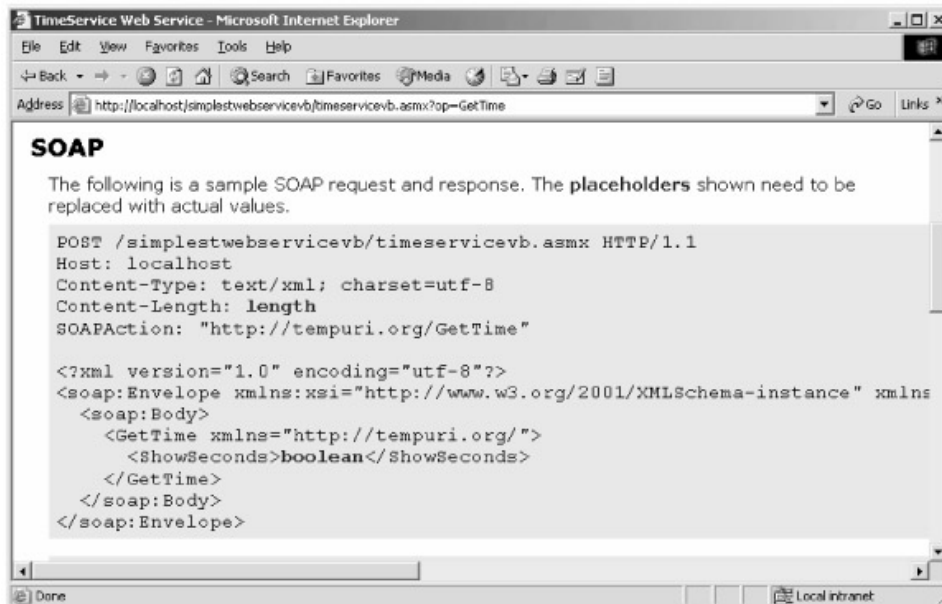 TimeService Web Service - Microsoft Internet Explorer
File Edit View Favorites Tools Help
Back Search Favorites Media
Address http://localhost/simplestwebservicevb/timeservicevb.asmx?op=GetTime Go Links »
SOAP
The following is a sample SOAP request and response. The placeholders shown need to be
replaced with actual values.
POST /simplestwebservicevb/timeservicevb.asmx HTTP/1.1
Host: localhost
Content-Type: text/xml; charset=utf-8
Content-Length: length
SOAPAction: "http://tempuri.org/GetTime"
<?xml version="1.0" encoding="utf-8"?>
<soap:Envelope xmlns:xsi="http://www.w3.org/2001/XMLSchema-instance" xmlns
<soap:Body>
<GetTime xmlns="http://tempuri.org/">
<ShowSeconds>boolean</ShowSeconds>
</GetTime>
</soap:Body>
</soap:Envelope>
Done Local intranet